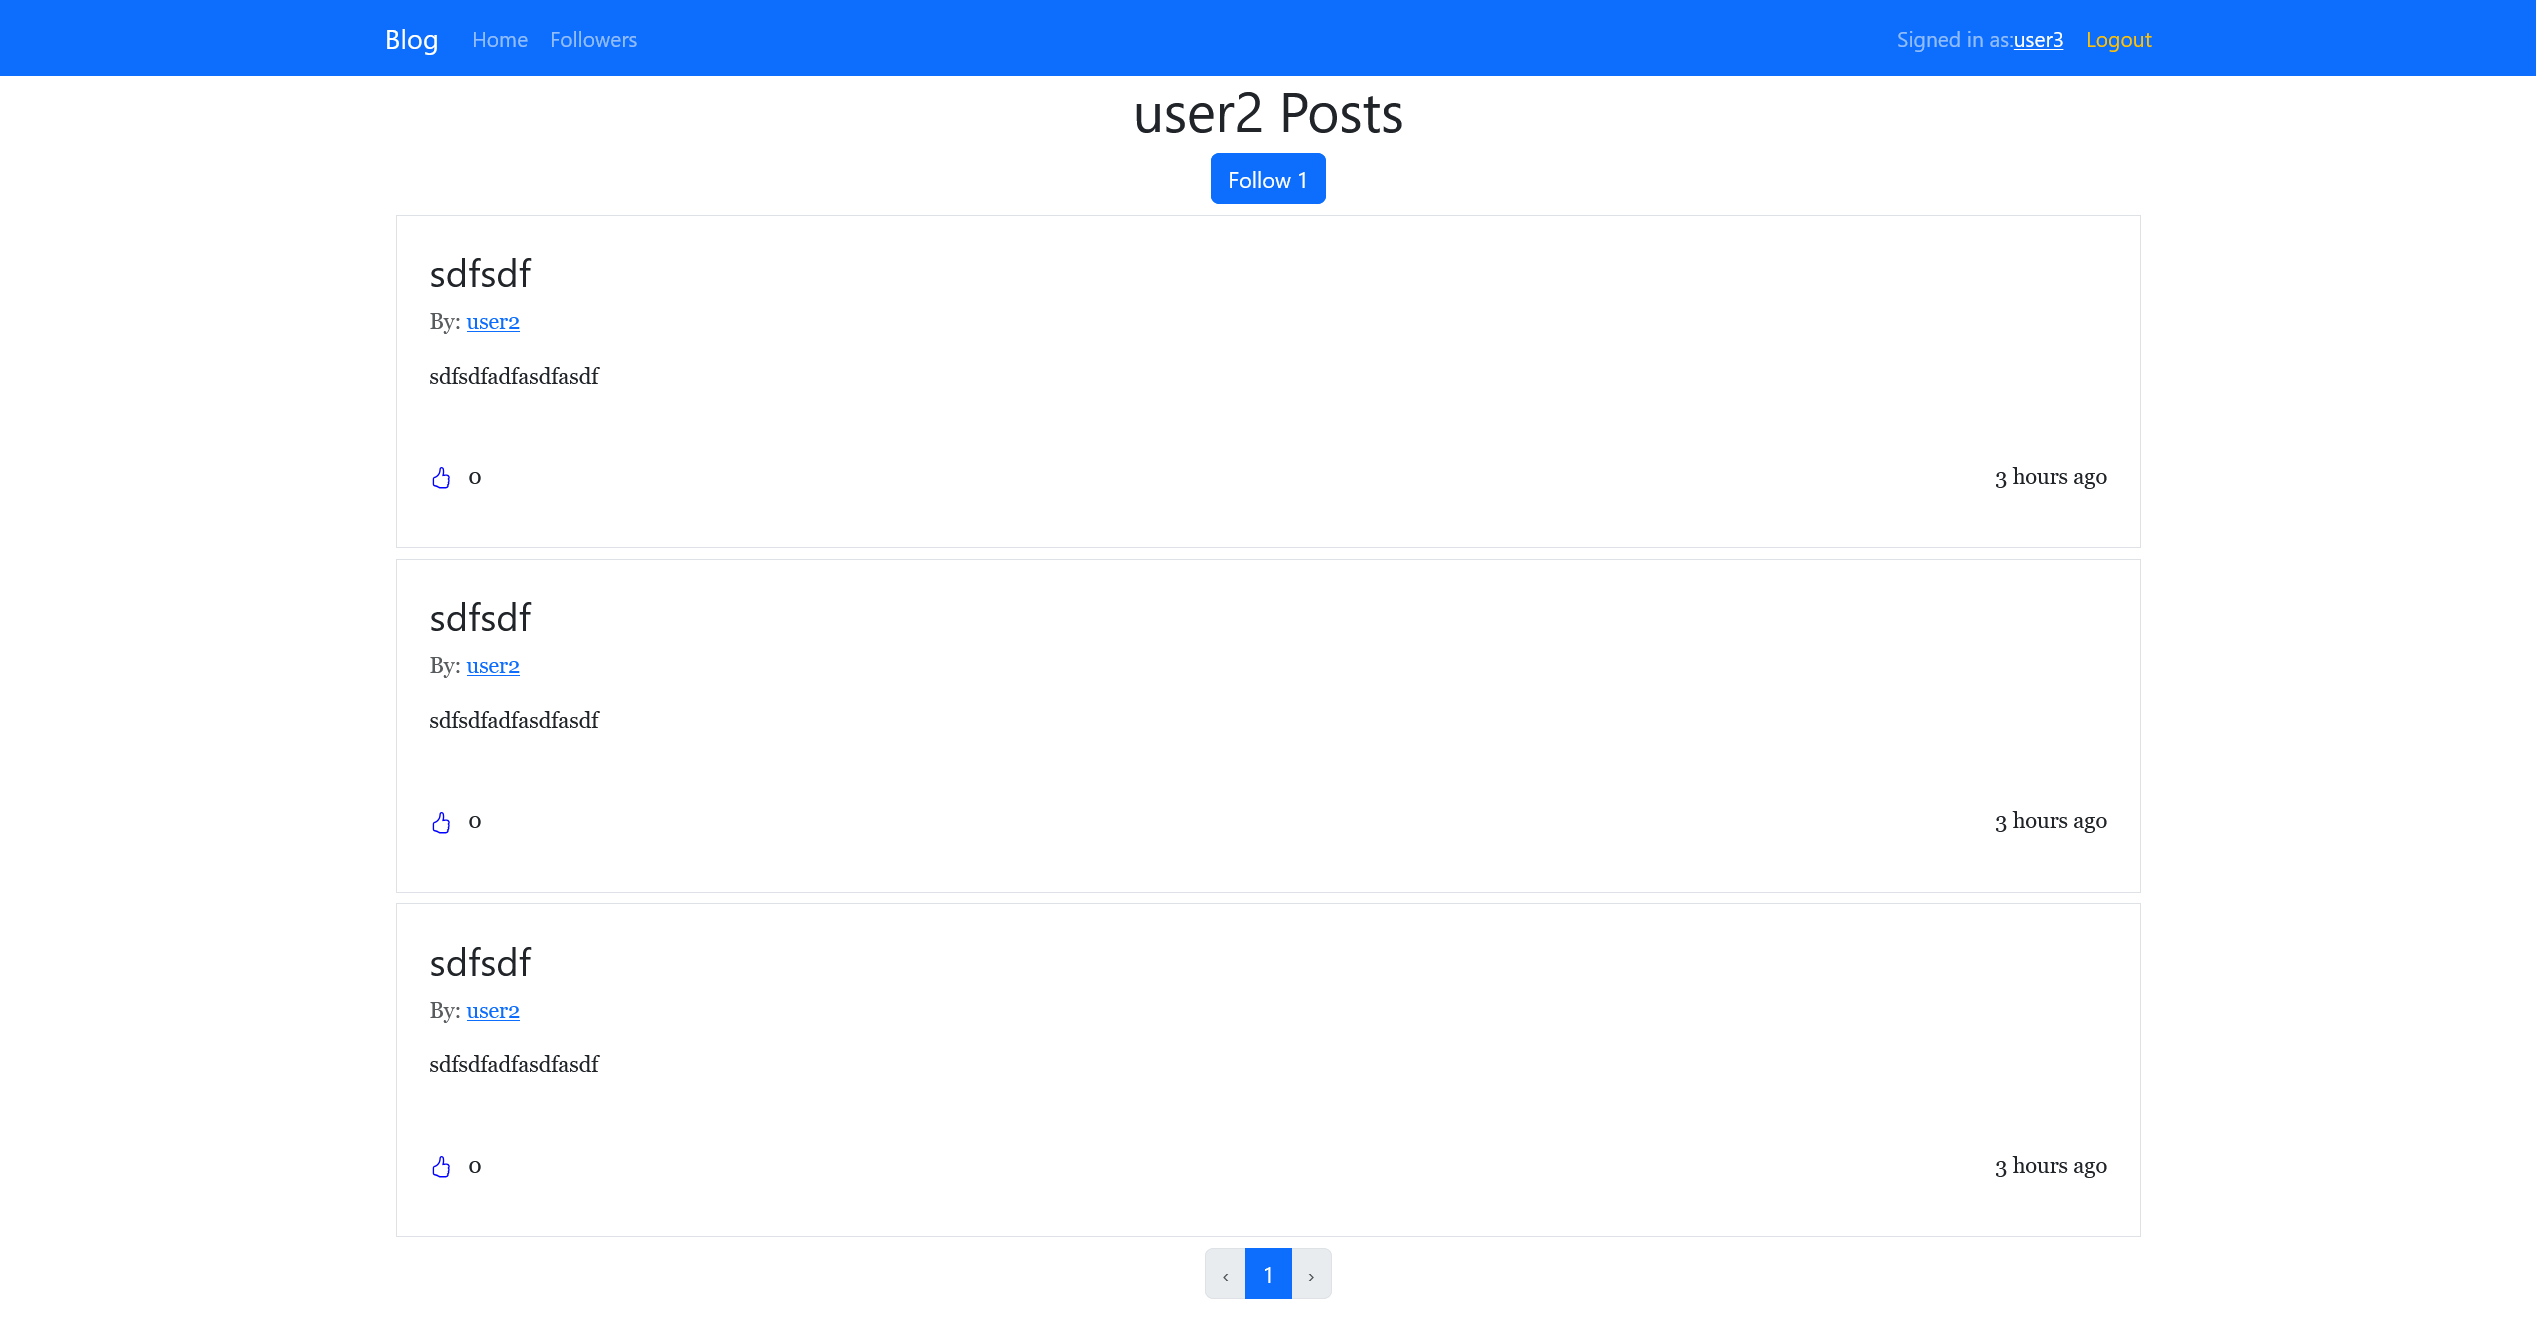 Blog Home Followers Signed in as:user3 Logout
user2 Posts
Follow 1
sdfsdf
By: user2
sdfsdfadfasdfasdf
0 3 hours ago
sdfsdf
By: user2
sdfsdfadfasdfasdf
0 3 hours ago
sdfsdf
By: user2
sdfsdfadfasdfasdf
0 3 hours ago
‹ 1 ›